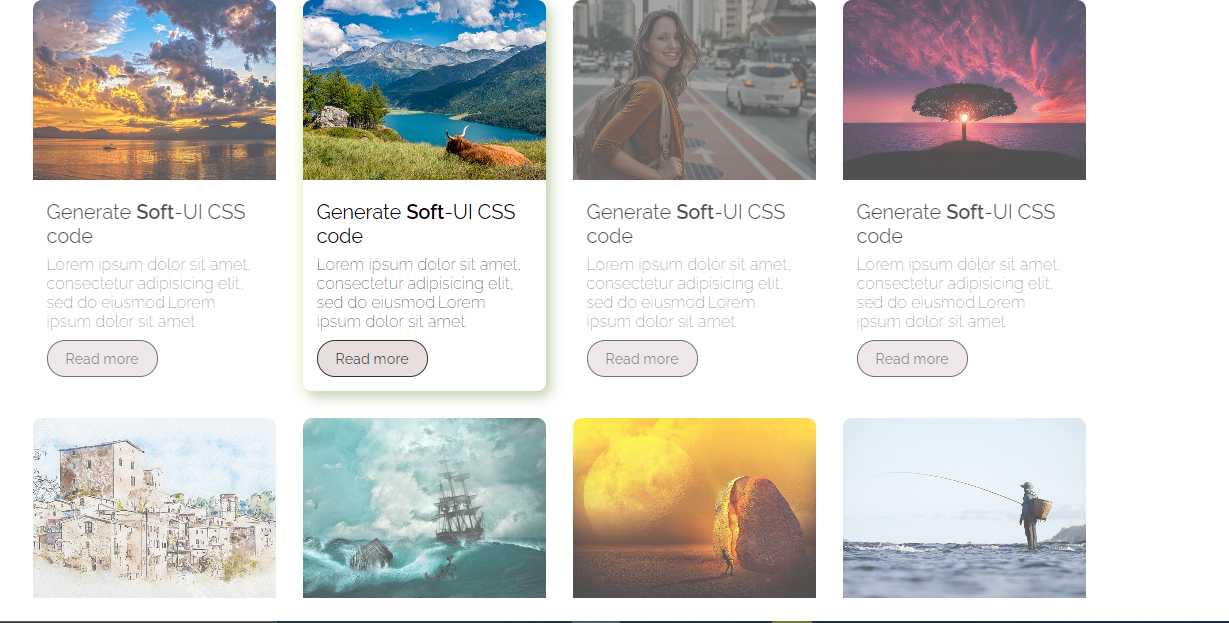 Generate Soft-UI CSS
code
Lorem ipsum dolor sit amet,
consectetur adipisicing elit,
sed do eiusmod.Lorem
ipsum dolor sit amet
Read more
Generate Soft-UI CSS
code
Lorem ipsum dolor sit amet,
consectetur adipisicing elit,
sed do eiusmod.Lorem
ipsum dolor sit amet
Read more
Generate Soft-UI CSS
code
Lorem ipsum dolor sit amet,
consectetur adipisicing elit,
sed do eiusmod.Lorem
ipsum dolor sit amet
Read more
Generate Soft-UI CSS
code
Lorem ipsum dolor sit amet,
consectetur adipisicing elit,
sed do eiusmod.Lorem
ipsum dolor sit amet
Read more